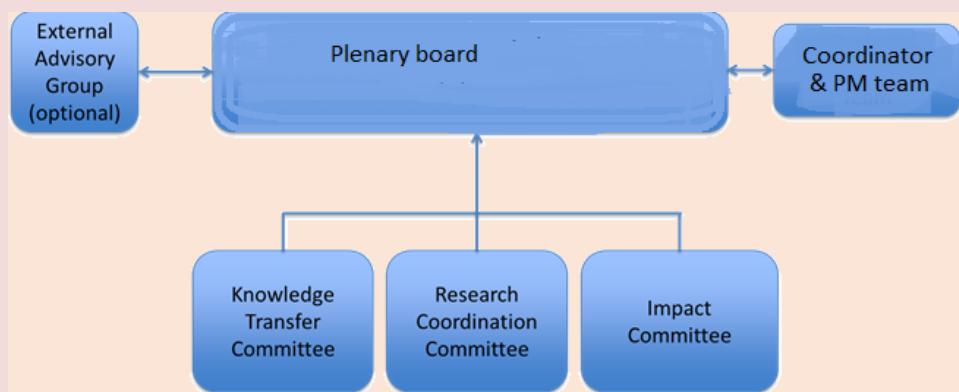 External
Advisory
Group
(optional)
Plenary board
Coordinator
& PM team
Knowledge
Transfer
Committee
Research
Coordination
Committee
Impact
Committee